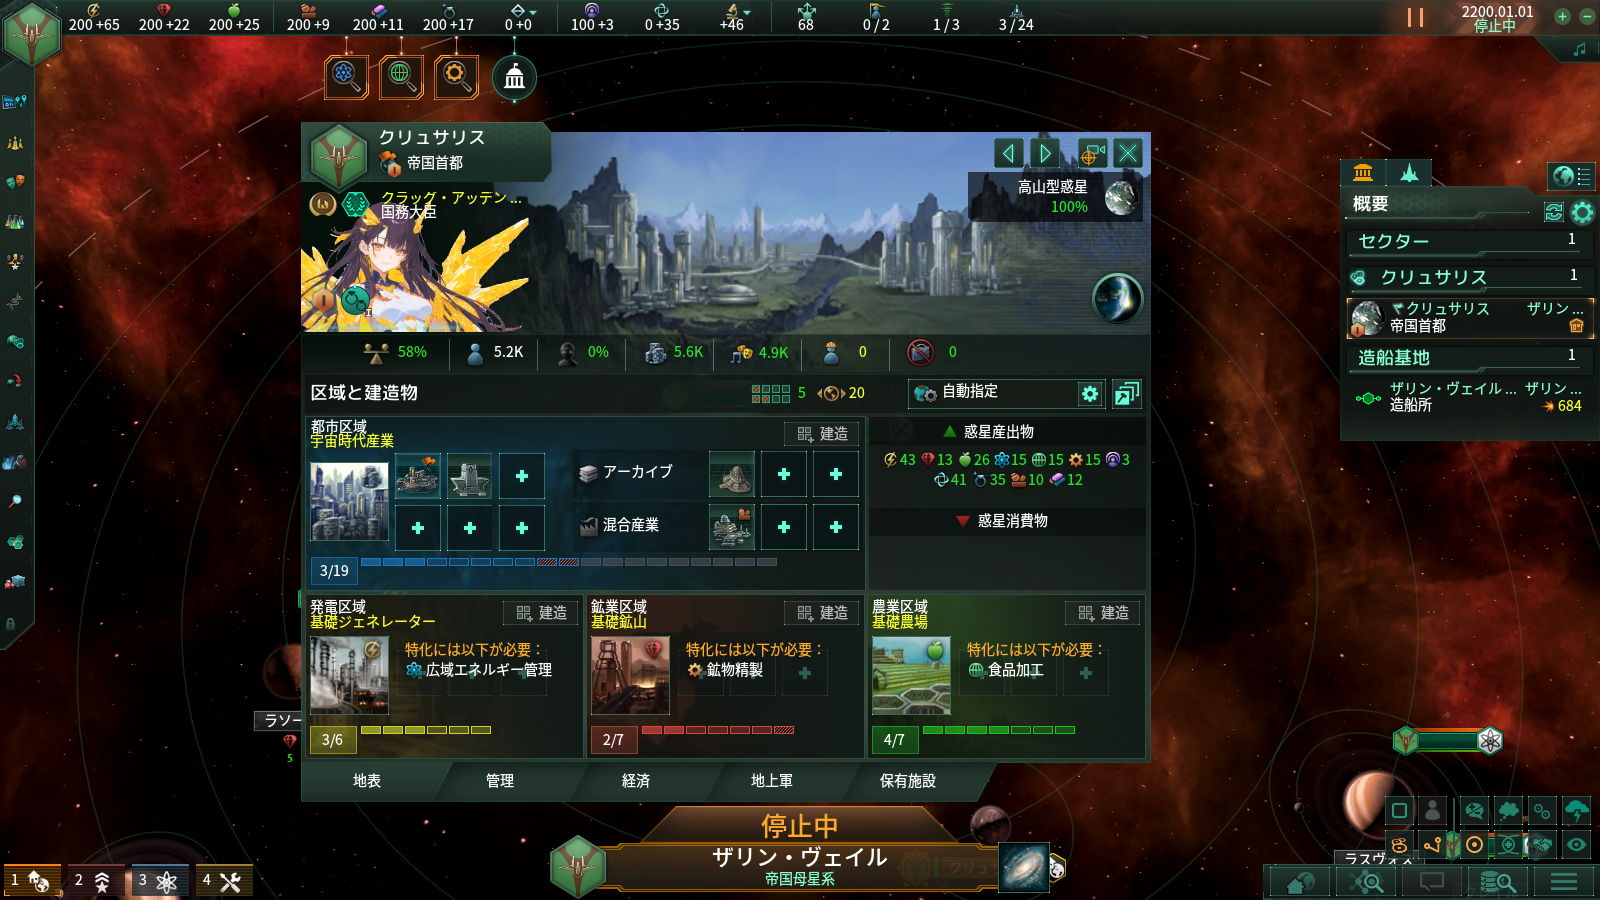 200+65 200+22 200+25 200+9 200+11 200+17 0+0 100+3 0+35 +46 68 0/2 1/3 3/24
2200.01.01
停止中
クリュサリス
帝国首都
クラッグ・アッデン...
国務大臣
高山型惑星
100%
58% 5.2K 0% 5.6K 4.9K 0 0
区域と建造物
5 20
自動指定
都市区域
宇宙時代産業
建造
アーカイブ
混合産業
3/19
惑星産出物
43 13 26 15 15 15 3
41 35 10 12
惑星消費物
発電区域
基礎ジェネレーター
建造
特化には以下が必要：
広域エネルギー管理
3/6
鉱業区域
基礎鉱山
建造
特化には以下が必要：
鉱物精製
2/7
農業区域
基礎農場
建造
特化には以下が必要：
食品加工
4/7
地表 管理 経済 地上軍 保有施設
概要
セクター 1
クリュサリス 1
クリュサリス ザリン...
帝国首都
造船基地 1
ザリン・ヴェイル... ザリン...
造船所 684
ラソー
5
停止中
ザリン・ヴェイル
帝国母星系
1 2 3 4